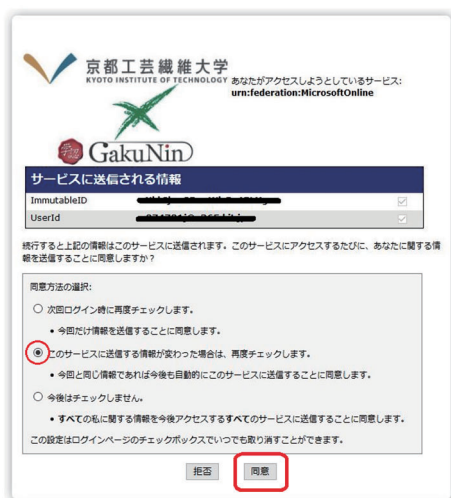 京都工芸繊維大学
KYOTO INSTITUTE OF TECHNOLOGY
あなたがアクセスしようとしているサービス:
urn:federation:MicrosoftOnline
GakuNin
サービスに送信される情報
ImmutableID
UserId
続行すると上記の情報はこのサービスに送信されます。このサービスにアクセスするたびに、あなたに関する情
報を送信することに同意しますか？
同意方法の選択:
次回ログイン時に再度チェックします。
• 今回だけ情報を送信することに同意します。
このサービスに送信する情報が変わった場合は、再度チェックします。
• 今回と同じ情報であれば今後も自動的にこのサービスに送信することに同意します。
今後はチェックしません。
• すべての私に関する情報を今後アクセスするすべてのサービスに送信することに同意します。
この設定はログインページのチェックボックスでいつでも取り消すことができます。
拒否
同意